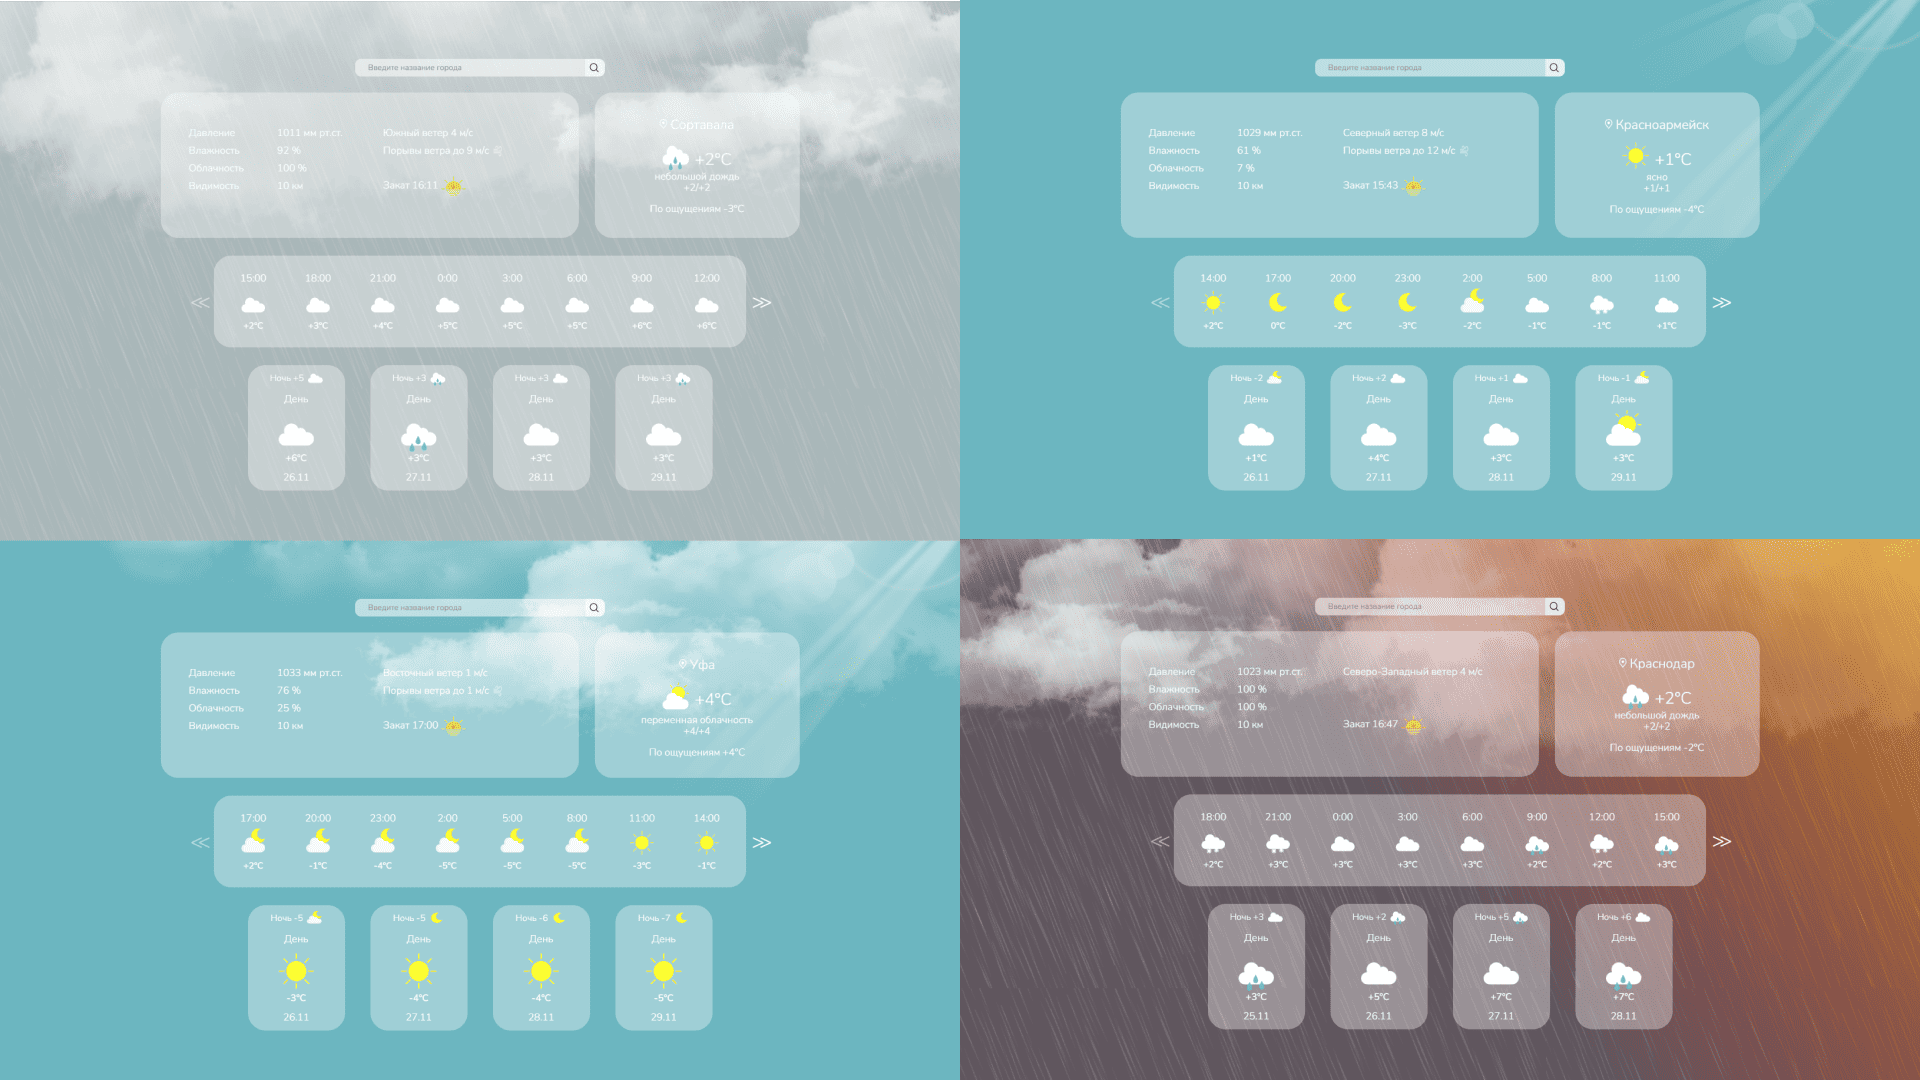 Введите название города
Давление 1011 мм рт.ст. Южный ветер 4 м/с
Влажность 92 % Порывы ветра до 9 м/с
Облачность 100 %
Видимость 10 км Закат 16:11
Сортавала
+2°C
небольшой дождь
+2/+2
По ощущениям -3°C
15:00 18:00 21:00 0:00 3:00 6:00 9:00 12:00
+2°C +3°C +4°C +5°C +5°C +5°C +6°C +6°C
Ночь +5 Ночь +3 Ночь +3 Ночь +3
День День День День
+6°C +3°C +3°C +3°C
26.11 27.11 28.11 29.11
Введите название города
Давление 1029 мм рт.ст. Северный ветер 8 м/с
Влажность 61 % Порывы ветра до 12 м/с
Облачность 7 %
Видимость 10 км Закат 15:43
Красноармейск
+1°C
ясно
+1/+1
По ощущениям -4°C
14:00 17:00 20:00 23:00 2:00 5:00 8:00 11:00
+2°C 0°C -2°C -3°C -2°C -1°C -1°C +1°C
Ночь -2 Ночь +2 Ночь +1 Ночь -1
День День День День
+1°C +4°C +3°C +3°C
26.11 27.11 28.11 29.11
Введите название города
Давление 1033 мм рт.ст. Восточный ветер 1 м/с
Влажность 76 % Порывы ветра до 1 м/с
Облачность 25 %
Видимость 10 км Закат 17:00
Уфа
+4°C
переменная облачность
+4/+4
По ощущениям +4°C
17:00 20:00 23:00 2:00 5:00 8:00 11:00 14:00
+2°C -1°C -4°C -5°C -5°C -5°C -3°C -1°C
Ночь -5 Ночь -5 Ночь -6 Ночь -7
День День День День
-3°C -4°C -4°C -5°C
26.11 27.11 28.11 29.11
Введите название города
Давление 1023 мм рт.ст. Северо-Западный ветер 4 м/с
Влажность 100 %
Облачность 100 %
Видимость 10 км Закат 16:47
Краснодар
+2°C
небольшой дождь
+2/+2
По ощущениям -2°C
18:00 21:00 0:00 3:00 6:00 9:00 12:00 15:00
+2°C +3°C +3°C +3°C +3°C +2°C +2°C +3°C
Ночь +3 Ночь +2 Ночь +5 Ночь +6
День День День День
+3°C +5°C +7°C +7°C
25.11 26.11 27.11 28.11